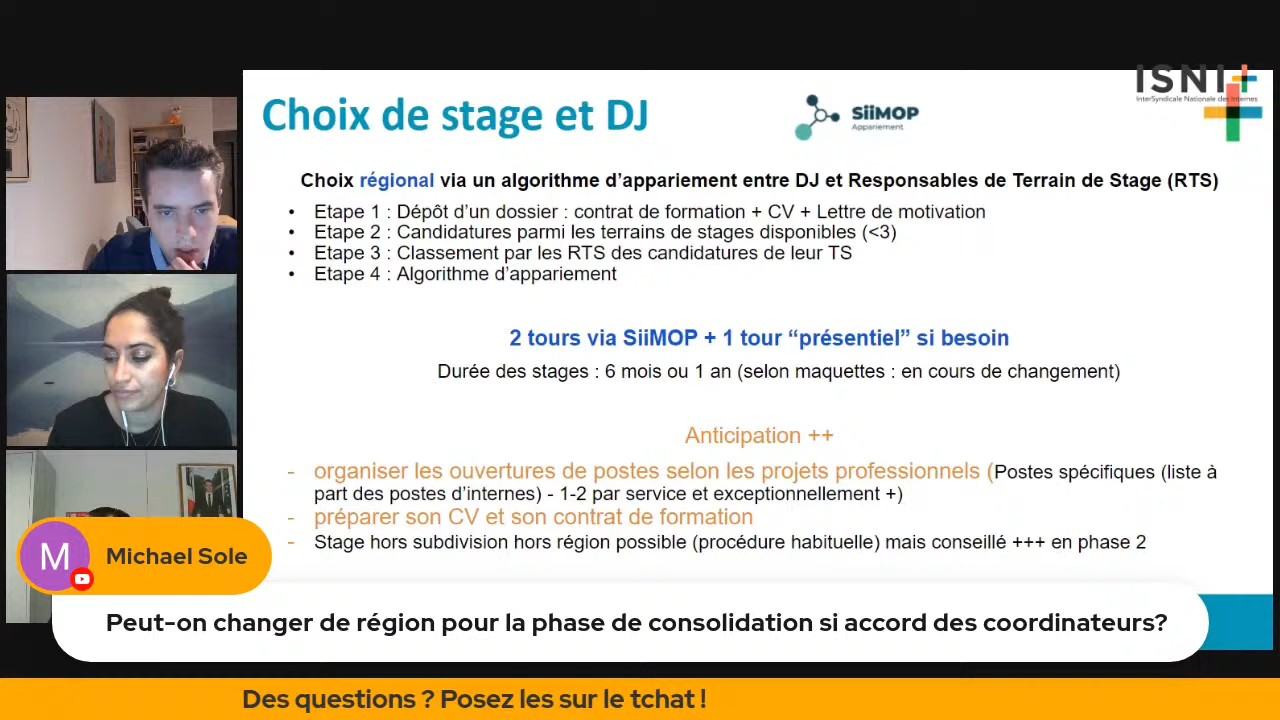 ISNI
InterSyndicale Nationale des Internes
Choix de stage et DJ
SiiMOP
Appariement
Choix régional via un algorithme d’appariement entre DJ et Responsables de Terrain de Stage (RTS)
• Etape 1 : Dépôt d’un dossier : contrat de formation + CV + Lettre de motivation
• Etape 2 : Candidatures parmi les terrains de stages disponibles (<3)
• Etape 3 : Classement par les RTS des candidatures de leur TS
• Etape 4 : Algorithme d’appariement
2 tours via SiiMOP + 1 tour “présentiel” si besoin
Durée des stages : 6 mois ou 1 an (selon maquettes : en cours de changement)
Anticipation ++
- organiser les ouvertures de postes selon les projets professionnels (Postes spécifiques (liste à
part des postes d’internes) - 1-2 par service et exceptionnellement +)
- préparer son CV et son contrat de formation
- Stage hors subdivision hors région possible (procédure habituelle) mais conseillé +++ en phase 2
M
Michael Sole
Peut-on changer de région pour la phase de consolidation si accord des coordinateurs?
Des questions ? Posez les sur le tchat !